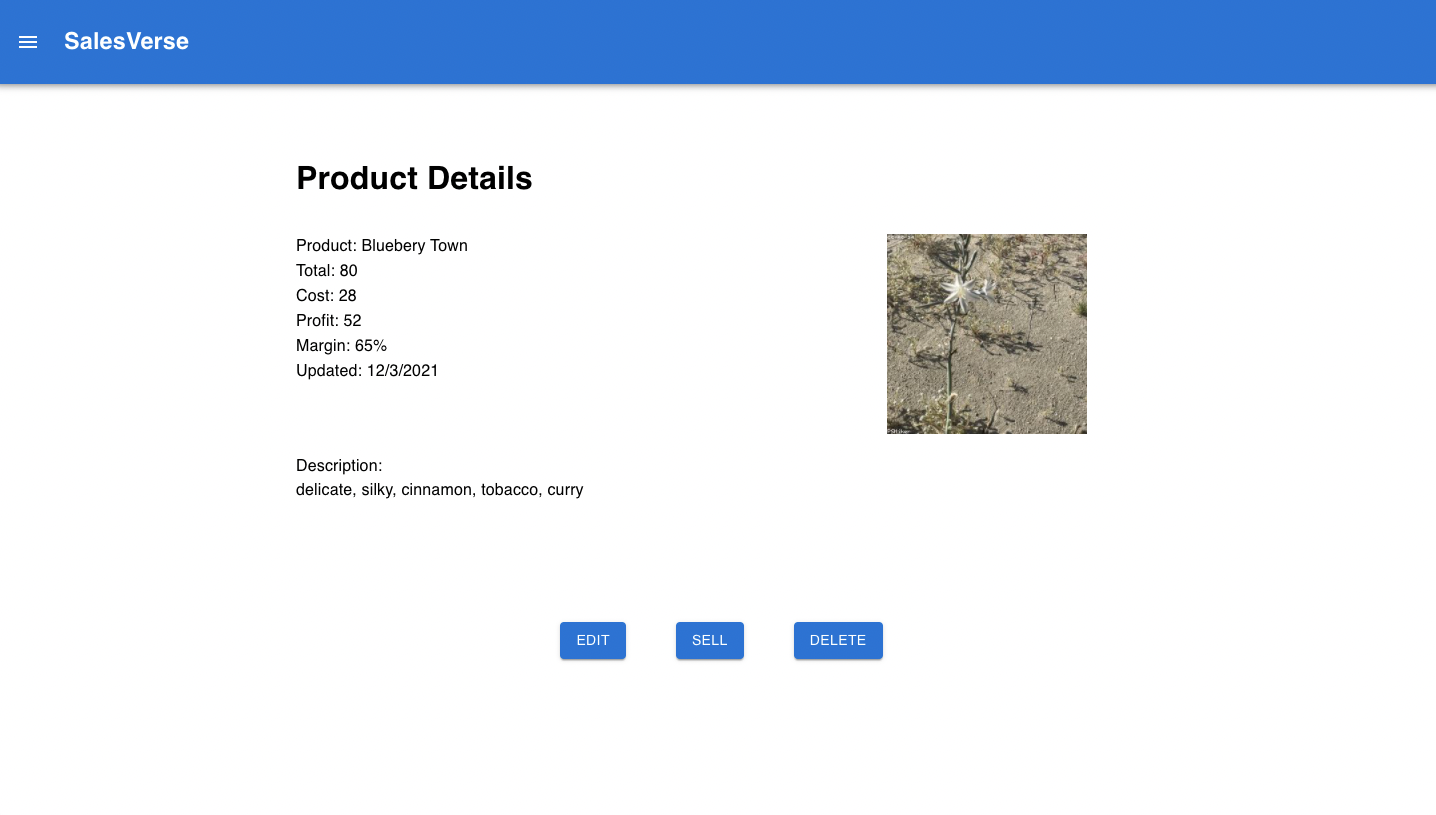 SalesVerse
Product Details
Product: Bluebery Town
Total: 80
Cost: 28
Profit: 52
Margin: 65%
Updated: 12/3/2021
Description:
delicate, silky, cinnamon, tobacco, curry
EDIT
SELL
DELETE